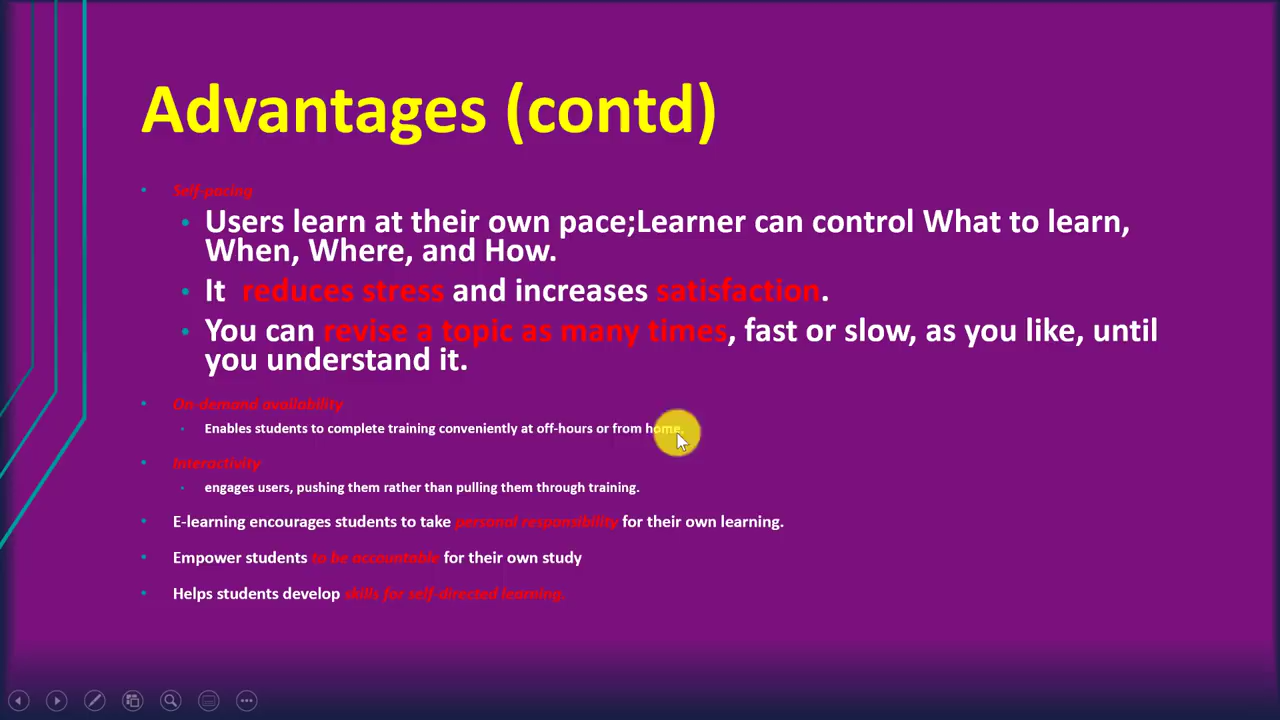 Advantages (contd)
Self-pacing
Users learn at their own pace;Learner can control What to learn,
When, Where, and How.
It reduces stress and increases satisfaction.
You can revise a topic as many times, fast or slow, as you like, until
you understand it.
On-demand availability
Enables students to complete training conveniently at off-hours or from home.
Interactivity
engages users, pushing them rather than pulling them through training.
E-learning encourages students to take personal responsibility for their own learning.
Empower students to be accountable for their own study
Helps students develop skills for self-directed learning.